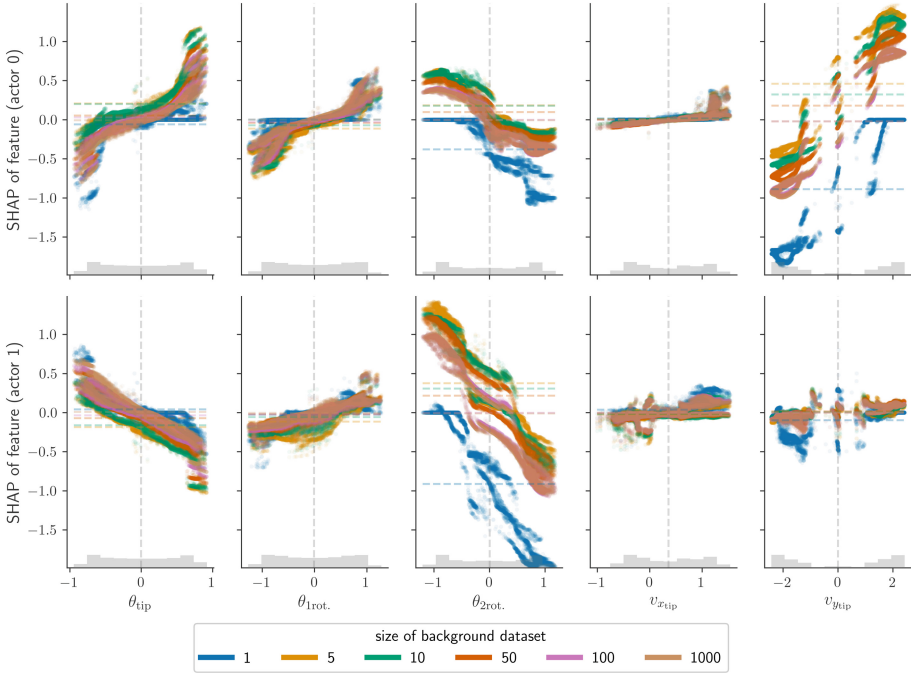 SHAP of feature (actor 0)
1.0
0.5
0.0
−0.5
−1.0
−1.5
SHAP of feature (actor 1)
1.0
0.5
0.0
−0.5
−1.0
−1.5
−1 0 1 −1 0 1 −1 0 1 −1 0 1 −2 0 2
θtip θ1rot. θ2rot. vxtip vytip
size of background dataset
1 5 10 50 100 1000